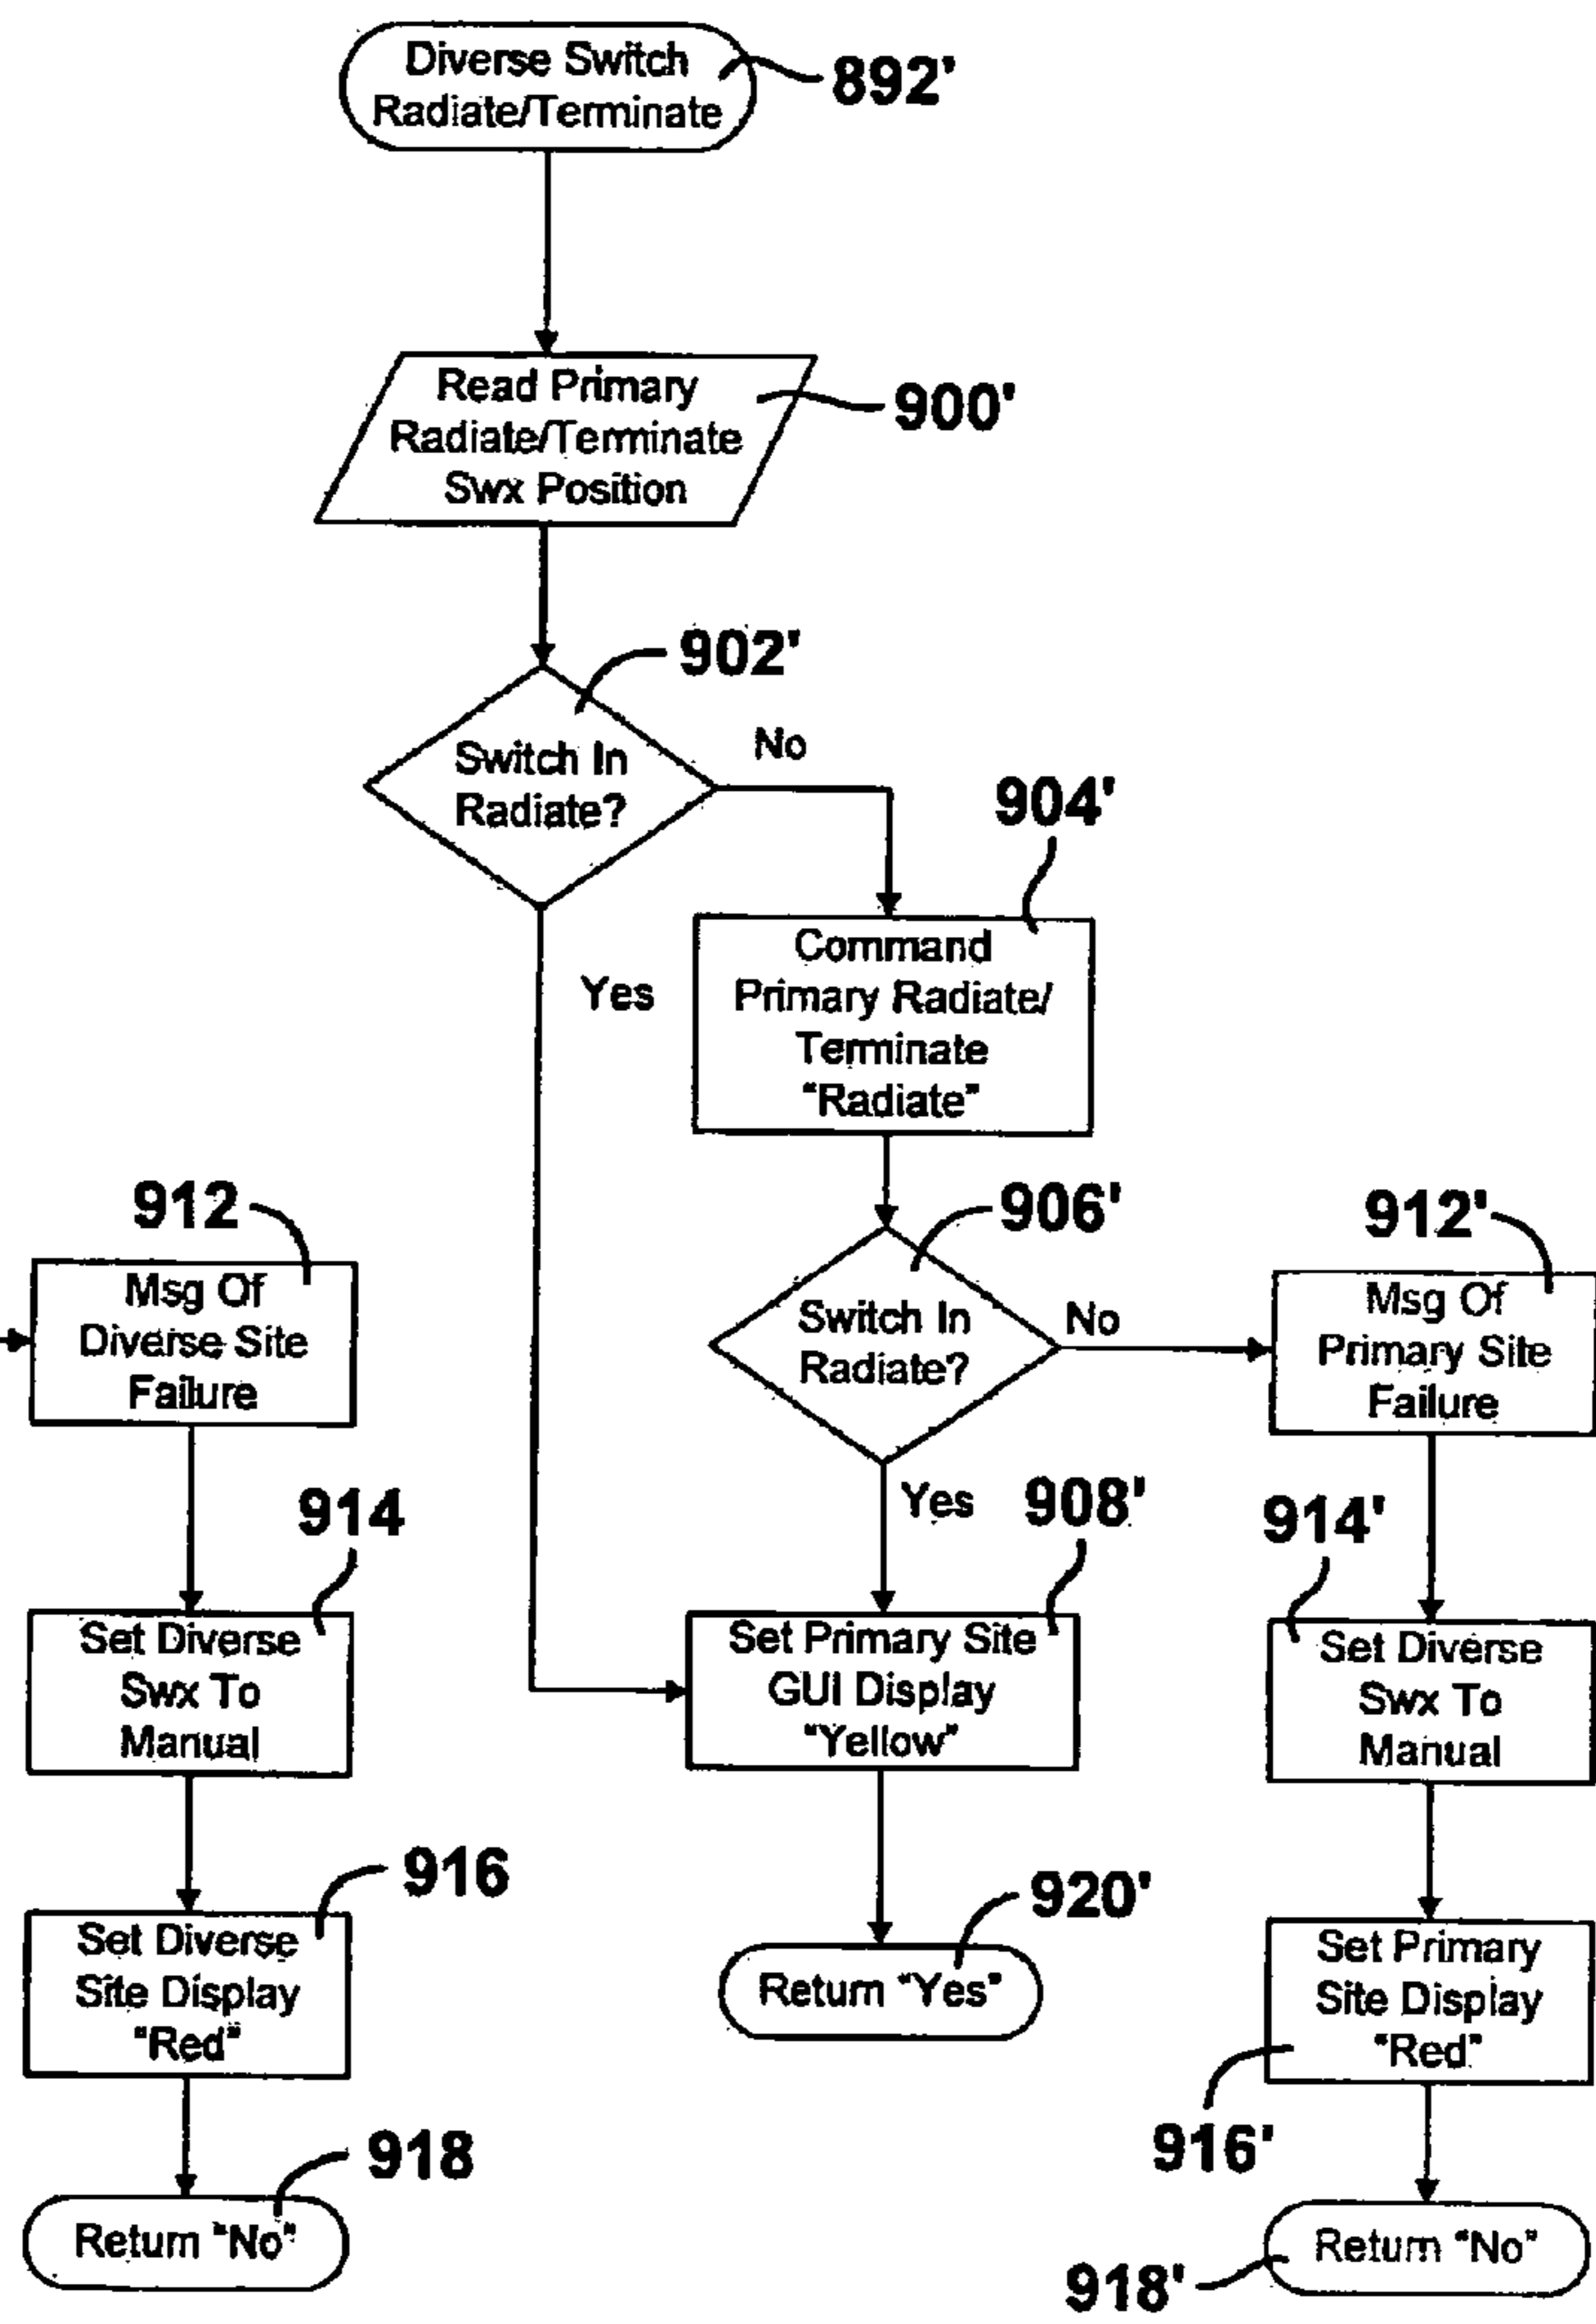 Diverse Switch
Radiate/Terminate
892'
Read Primary
Radiate/Terminate
Swx Position
900'
902'
Switch In
Radiate?
No
Yes
904'
Command
Primary Radiate/
Terminate
"Radiate"
906'
Switch In
Radiate?
No
Yes
912
Msg Of
Diverse Site
Failure
912'
Msg Of
Primary Site
Failure
914
Set Diverse
Swx To
Manual
908'
Set Primary Site
GUI Display
"Yellow"
914'
Set Diverse
Swx To
Manual
916
Set Diverse
Site Display
"Red"
920'
Return "Yes"
Set Primary
Site Display
"Red"
916'
918
Return "No"
Return "No"
918'